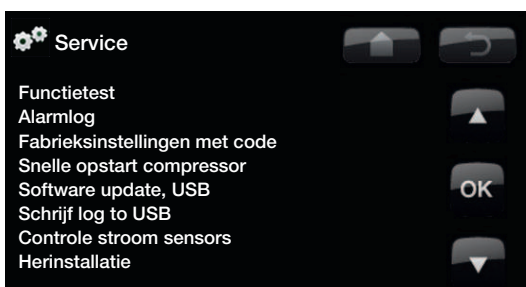 Service
Functietest
Alarmlog
Fabrieksinstellingen met code
Snelle opstart compressor
Software update, USB
OK
Schrijf log to USB
Controle stroom sensors
Herinstallatie